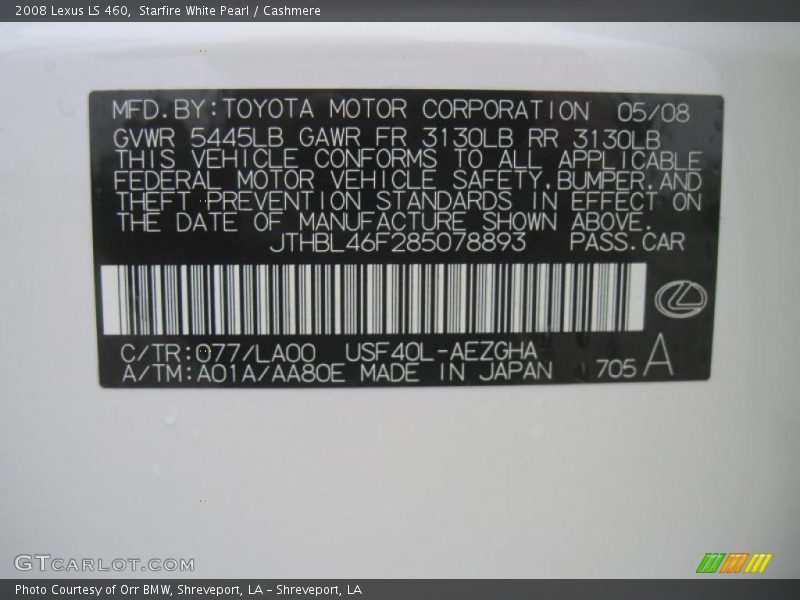 2008 Lexus LS 460, Starfire White Pearl / Cashmere
MFD.BY:TOYOTA MOTOR CORPORATION 05/08
GVWR 5445LB GAWR FR 3130LB RR 3130LB
THIS VEHICLE CONFORMS TO ALL APPLICABLE
FEDERAL MOTOR VEHICLE SAFETY,BUMPER,AND
THEFT PREVENTION STANDARDS IN EFFECT ON
THE DATE OF MANUFACTURE SHOWN ABOVE.
JTHBL46F285078893 PASS.CAR
C/TR:077/LA00 USF40L-AEZGHA
A/TM:A01A/AA80E MADE IN JAPAN 705 A
GTCARLOT.COM
Photo Courtesy of Orr BMW, Shreveport, LA - Shreveport, LA